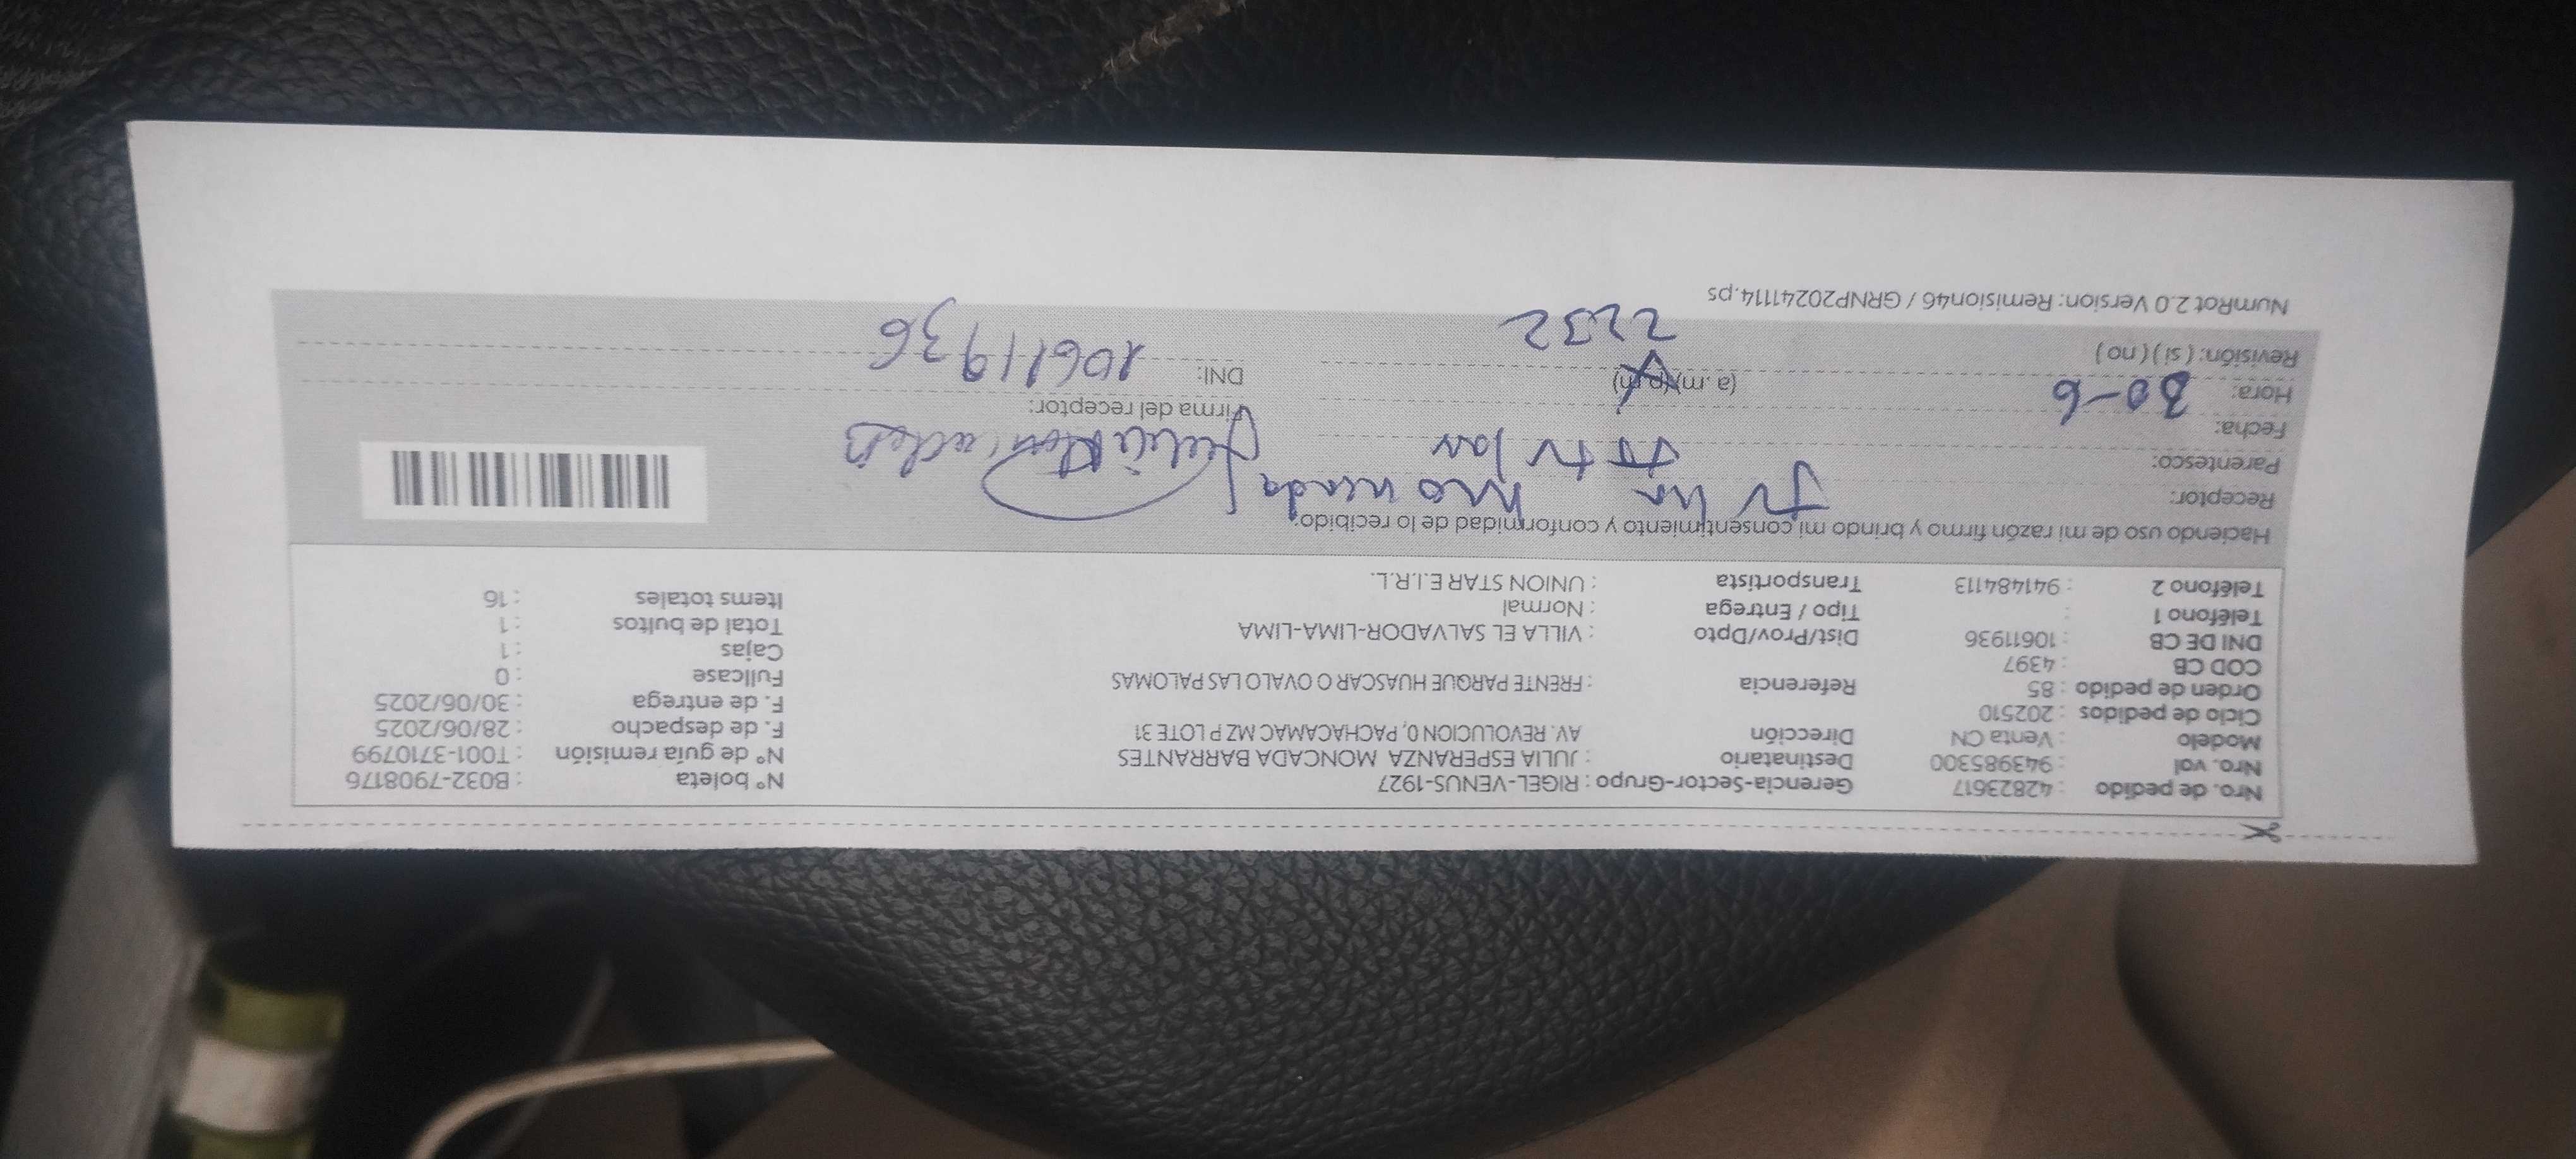 Nro. de pedido : 42823617 Gerencia-Sector-Grupo : RIGEL-VENUS-1927 N° boleta : B032-7908176
Nro. vol : 943985300 Destinatario : JULIA ESPERANZA MONCADA BARRANTES N° de guía remisión : T001-3710799
Modelo : Venta CN Dirección AV. REVOLUCION 0, PACHACAMAC MZ P LOTE 31 F. de despacho : 28/06/2025
Ciclo de pedidos : 202510 F. de entrega : 30/06/2025
Orden de pedido : 85 Referencia : FRENTE PARQUE HUASCAR O OVALO LAS PALOMAS Fullcase : 0
COD CB : 4397 Cajas : 1
DNI DE CB : 10611936 Dist/Prov/Dpto : VILLA EL SALVADOR-LIMA-LIMA Total de bultos : 1
Teléfono 1 : Tipo / Entrega : Normal Items totales : 16
Teléfono 2 : 941484113 Transportista : UNION STAR E.I.R.L.
Haciendo uso de mi razón firmo y brindo mi consentimiento y conformidad de lo recibido.
Receptor: Moncada
Parentesco:
Fecha: 30-6
Firma del receptor:
Hora: (a.m)(p.m)
DNI: 10611936
Revisión: (si) (no) 2232
NumRot 2.0 Version: Remision46 / GRNP20241114.ps